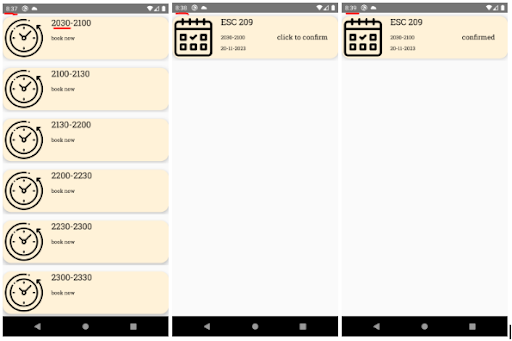 8:37
2030-2100
book now
2100-2130
book now
2130-2200
book now
2200-2230
book now
2230-2300
book now
2300-2330
book now
8:38
ESC 209
2030-2100
click to confirm
20-11-2023
8:39
ESC 209
2030-2100
confirmed
20-11-2023